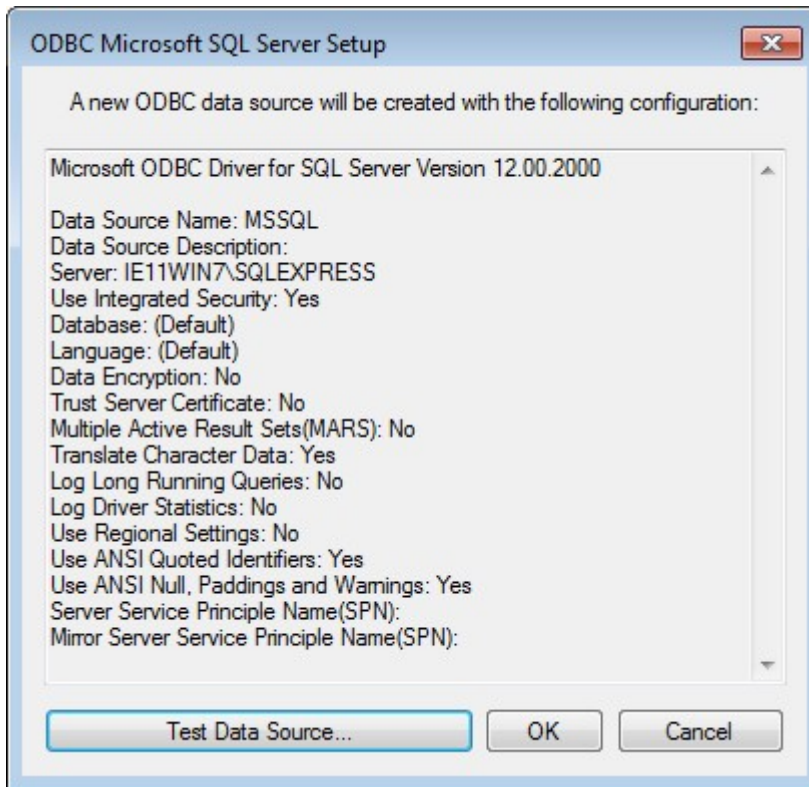 ODBC Microsoft SQL Server Setup
A new ODBC data source will be created with the following configuration:
Microsoft ODBC Driver for SQL Server Version 12.00.2000
Data Source Name: MSSQL
Data Source Description:
Server: IE11WIN7\SQLEXPRESS
Use Integrated Security: Yes
Database: (Default)
Language: (Default)
Data Encryption: No
Trust Server Certificate: No
Multiple Active Result Sets(MARS): No
Translate Character Data: Yes
Log Long Running Queries: No
Log Driver Statistics: No
Use Regional Settings: No
Use ANSI Quoted Identifiers: Yes
Use ANSI Null, Paddings and Warnings: Yes
Server Service Principle Name(SPN):
Mirror Server Service Principle Name(SPN):
Test Data Source... OK Cancel